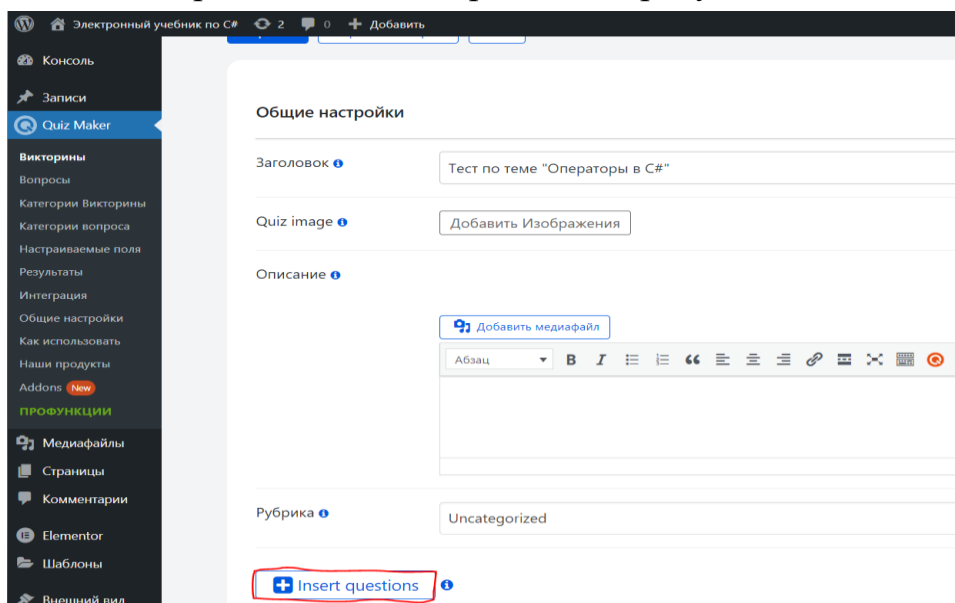 Электронный учебник по C# 2 0 Добавить
Консоль
Записи
Quiz Maker
Викторины
Вопросы
Категории Викторины
Категории вопроса
Настраиваемые поля
Результаты
Интеграция
Общие настройки
Как использовать
Наши продукты
Addons New
ПРОФУНКЦИИ
Медиафайлы
Страницы
Комментарии
Elementor
Шаблоны
Внешний вид
Общие настройки
Заголовок
Тест по теме "Операторы в C#"
Quiz image
Добавить Изображения
Описание
Добавить медиафайл
Абзац B I
Рубрика
Uncategorized
Insert questions